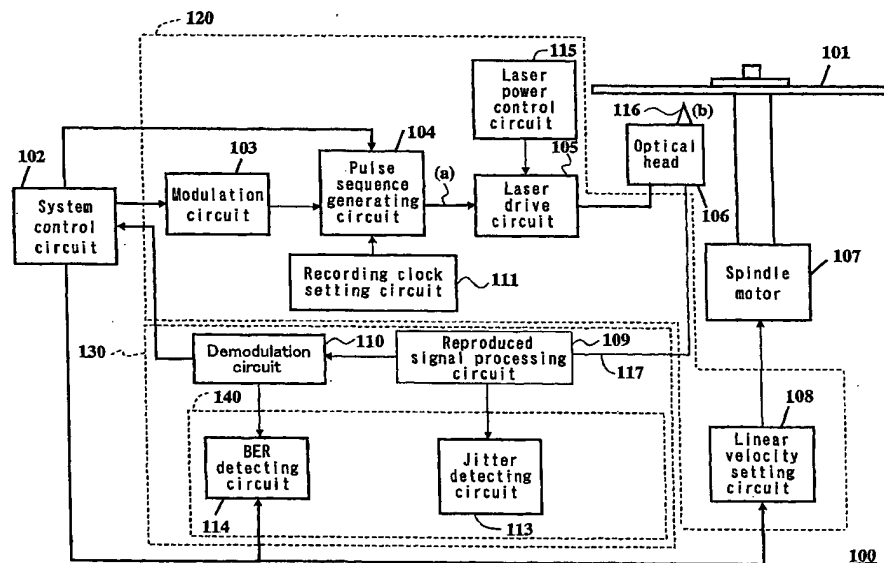 120
115
Laser
power
control
circuit
101
116
(b)
Optical
head
106
102
System
control
circuit
103
Modulation
circuit
104
Pulse
sequence
generating
circuit
(a)
105
Laser
drive
circuit
Recording clock
setting circuit
111
107
Spindle
motor
130
110
Demodulation
circuit
Reproduced
signal processing
circuit
109
117
140
BER
detecting
circuit
114
Jitter
detecting
circuit
113
108
Linear
velocity
setting
circuit
100